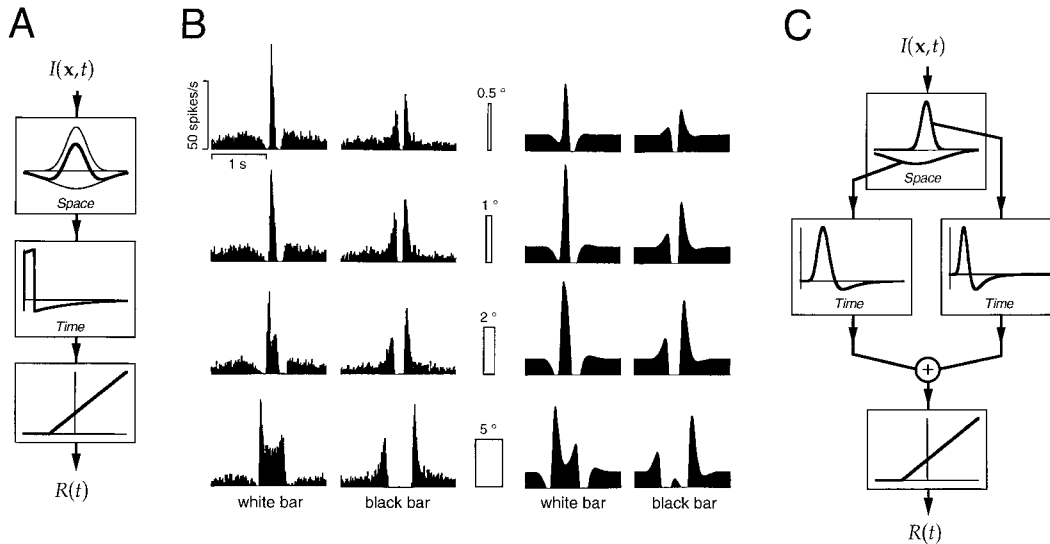 A
I(x,t)
Space
Time
R(t)
B
50 spikes/s
1 s
0.5 °
1 °
2 °
5 °
white bar
black bar
white bar
black bar
C
I(x,t)
Space
Time
Time
+
R(t)